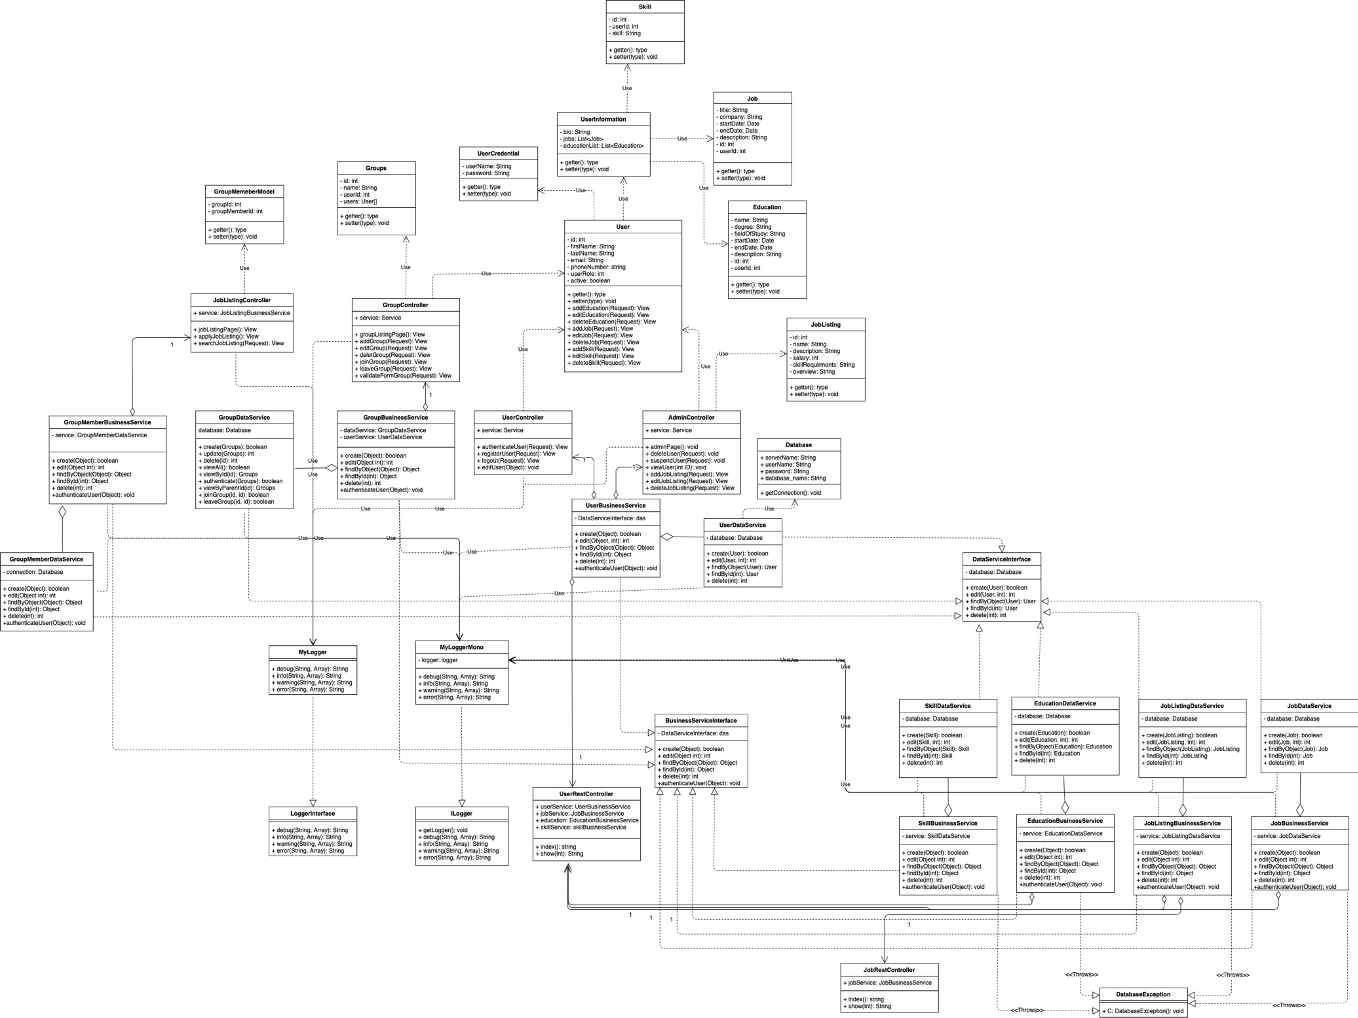 Skill
- id: int
- userId: int
- skill: String
+ getter(): type
+ setter(type): void
Use
UserInformation
- bio: String
- jobs: List<Job>
- educationList: List<Education>
+ getter(): type
+ setter(type): void
Use
Job
- title: String
- company: String
- startDate: Date
- endDate: Date
- description: String
- id: int
- userId: int
+ getter(): type
+ setter(type): void
UserCredential
- userName: String
- password: String
+ getter(): type
+ setter(type): void
Use
Use
Use
Groups
- id: int
- name: String
- userId: int
- users: User[]
+ getter(): type
+ setter(type): void
Use
GroupMemeberModel
- groupId: int
- groupMemberId: int
+ getter(): type
+ setter(type): void
Use
Education
- name: String
- degree: String
- fieldOfStudy: String
- startDate: Date
- endDate: Date
- description: String
- id: int
- userId: int
+ getter(): type
+ setter(type): void
User
- id: int
- firstName: String
- lastName: String
- email: String
- phoneNumber: string
- userRole: int
- active: boolean
+ getter(): type
+ setter(type): void
+ addEducation(Request): View
+ editEducation(Request): View
+ deleteEducation(Request): View
+ addJob(Request): View
+ editJob(Request): View
+ deleteJob(Request): View
+ addSkill(Request): View
+ editSkill(Request): View
+ deleteSkill(Request): View
Use
JobListingController
+ service: JobListingBusinessService
+ jobListingPage(): View
+ applyJobListing(): View
+ searchJobListing(Request): View
1
GroupController
+ service: Service
+ groupListingPage(): View
+ addGroup(Request): View
+ editGroup(Request): View
+ deletGroup(Request): View
+ joinGroup(Request): View
+ leaveGroup(Request): View
+ validateFormGroup(Request): View
1
Use
Use
Use
JobListing
- id: int
- name: String
- description: String
- salary: int
- skillRequirments: String
- overview: String
+ getter(): type
+ setter(type): void
GroupMemberBusinessService
- service: GroupMemberDataService
+ create(Object): boolean
+ edit(Object int): int
+ findByObject(Object): Object
+ findById(int): Object
+ delete(int): int
+authenticateUser(Object): void
GroupDataService
database: Database
+ create(Groups): boolean
+ update(Groups): int
+ delete(id): int
+ viewAll(): boolean
+ viewById(id): Groups
+ authenticate(Groups): boolean
+ viewByParentId(id): Groups
+ joinGroup(id, id): boolean
+ leaveGroup(id, id): boolean
Use
Use
GroupBusinessService
- dataService: GroupDataService
- userService: UserDataService
+ create(Object): boolean
+ edit(Object int): int
+ findByObject(Object): Object
+ findById(int): Object
+ delete(int): int
+authenticateUser(Object): void
UserController
+ service: Service
+ authenticateUser(Request): View
+ registerUser(Request): View
+ logout(Request): View
+ editUser(Object): void
1
1
AdminController
+ service: Service
+ adminPage(): void
+ deleteUser(Request): void
+ suspendUser(Request): void
+ viewUser(int ID): void
+ addJobListing(Request): View
+ editJobListing(Request): View
+ deleteJobListing(Request): View
Database
- serverName: String
- userName: String
- password: String
- database_name: String
+ getConnection(): void
Use
Use
Use
UserBusinessService
- DataServiceInterface: das
+ create(Object): boolean
+ edit(Object, int): int
+ findByObject(Object): Object
+ findById(int): Object
+ delete(int): int
+authenticateUser(Object): void
UserDataService
- database: Database
+ create(User): boolean
+ edit(User, int): int
+ findByObject(User): User
+ findById(int): User
+ delete(int): int
Use
Use
Use
Use
Use
Use
GroupMemberDataService
- connection: Database
+ create(Object): boolean
+ edit(Object int): int
+ findByObject(Object): Object
+ findById(int): Object
+ delete(int): int
+authenticateUser(Object): void
DataServiceInterface
- database: Database
+ create(User): boolean
+ edit(User, int): int
+ findByObject(User): User
+ findById(int): User
+ delete(int): int
Use
MyLogger
+ debug(String, Array): String
+ info(String, Array): String
+ warning(String, Array): String
+ error(String, Array): String
MyLoggerMono
- logger: logger
+ debug(String, Array): String
+ info(String, Array): String
+ warning(String, Array): String
+ error(String, Array): String
UseUse
Use
Use
Use
Use
BusinessServiceInterface
- DataServiceInterface: das
+ create(Object): boolean
+ edit(Object int): int
+ findByObject(Object): Object
+ findById(int): Object
+ delete(int): int
+authenticateUser(Object): void
1
SkillDataService
- database: Database
+ create(Skill): boolean
+ edit(Skill, int): int
+ findByObject(Skill): Skill
+ findById(int): Skill
+ delete(int): int
EducationDataService
- database: Database
+ create(Education): boolean
+ edit(Education, int): int
+ findByObject(Education): Education
+ findById(int): Education
+ delete(int): int
JobListingDataService
- database: Database
+ create(JobListing): boolean
+ edit(JobListing, int): int
+ findByObject(JobListing): JobListing
+ findById(int): JobListing
+ delete(int): int
JobDataService
- database: Database
+ create(Job): boolean
+ edit(Job, int): int
+ findByObject(Job): Job
+ findById(int): Job
+ delete(int): int
LoggerInterface
+ debug(String, Array): String
+ info(String, Array): String
+ warning(String, Array): String
+ error(String, Array): String
ILogger
+ getLogger(): void
+ debug(String, Array): String
+ info(String, Array): String
+ warning(String, Array): String
+ error(String, Array): String
UserRestController
+ userService: UserBusinessService
+ jobService: JobBusinessService
+ education: EducationBusinessService
+ skillService: skillBusinessService
+ index(): string
+ show(int): String
SkillBusinessService
- service: SkillDataService
+ create(Object): boolean
+ edit(Object int): int
+ findByObject(Object): Object
+ findById(int): Object
+ delete(int): int
+authenticateUser(Object): void
EducationBusinessService
- service: EducationDataService
+ create(Object): boolean
+ edit(Object int): int
+ findByObject(Object): Object
+ findById(int): Object
+ delete(int): int
+authenticateUser(Object): void
JobListingBusinessService
- service: JobListingDataService
+ create(Object): boolean
+ edit(Object int): int
+ findByObject(Object): Object
+ findById(int): Object
+ delete(int): int
+authenticateUser(Object): void
JobBusinessService
- service: JobDataService
+ create(Object): boolean
+ edit(Object int): int
+ findByObject(Object): Object
+ findById(int): Object
+ delete(int): int
+authenticateUser(Object): void
1
1
1
1
JobRestController
+ jobService: JobBusinessService
+ index(): string
+ show(int): String
<<Throws>>
<<Throws>>
<<Throws>>
<<Throws>>
DatabaseException
+ C: DatabaseException(): void